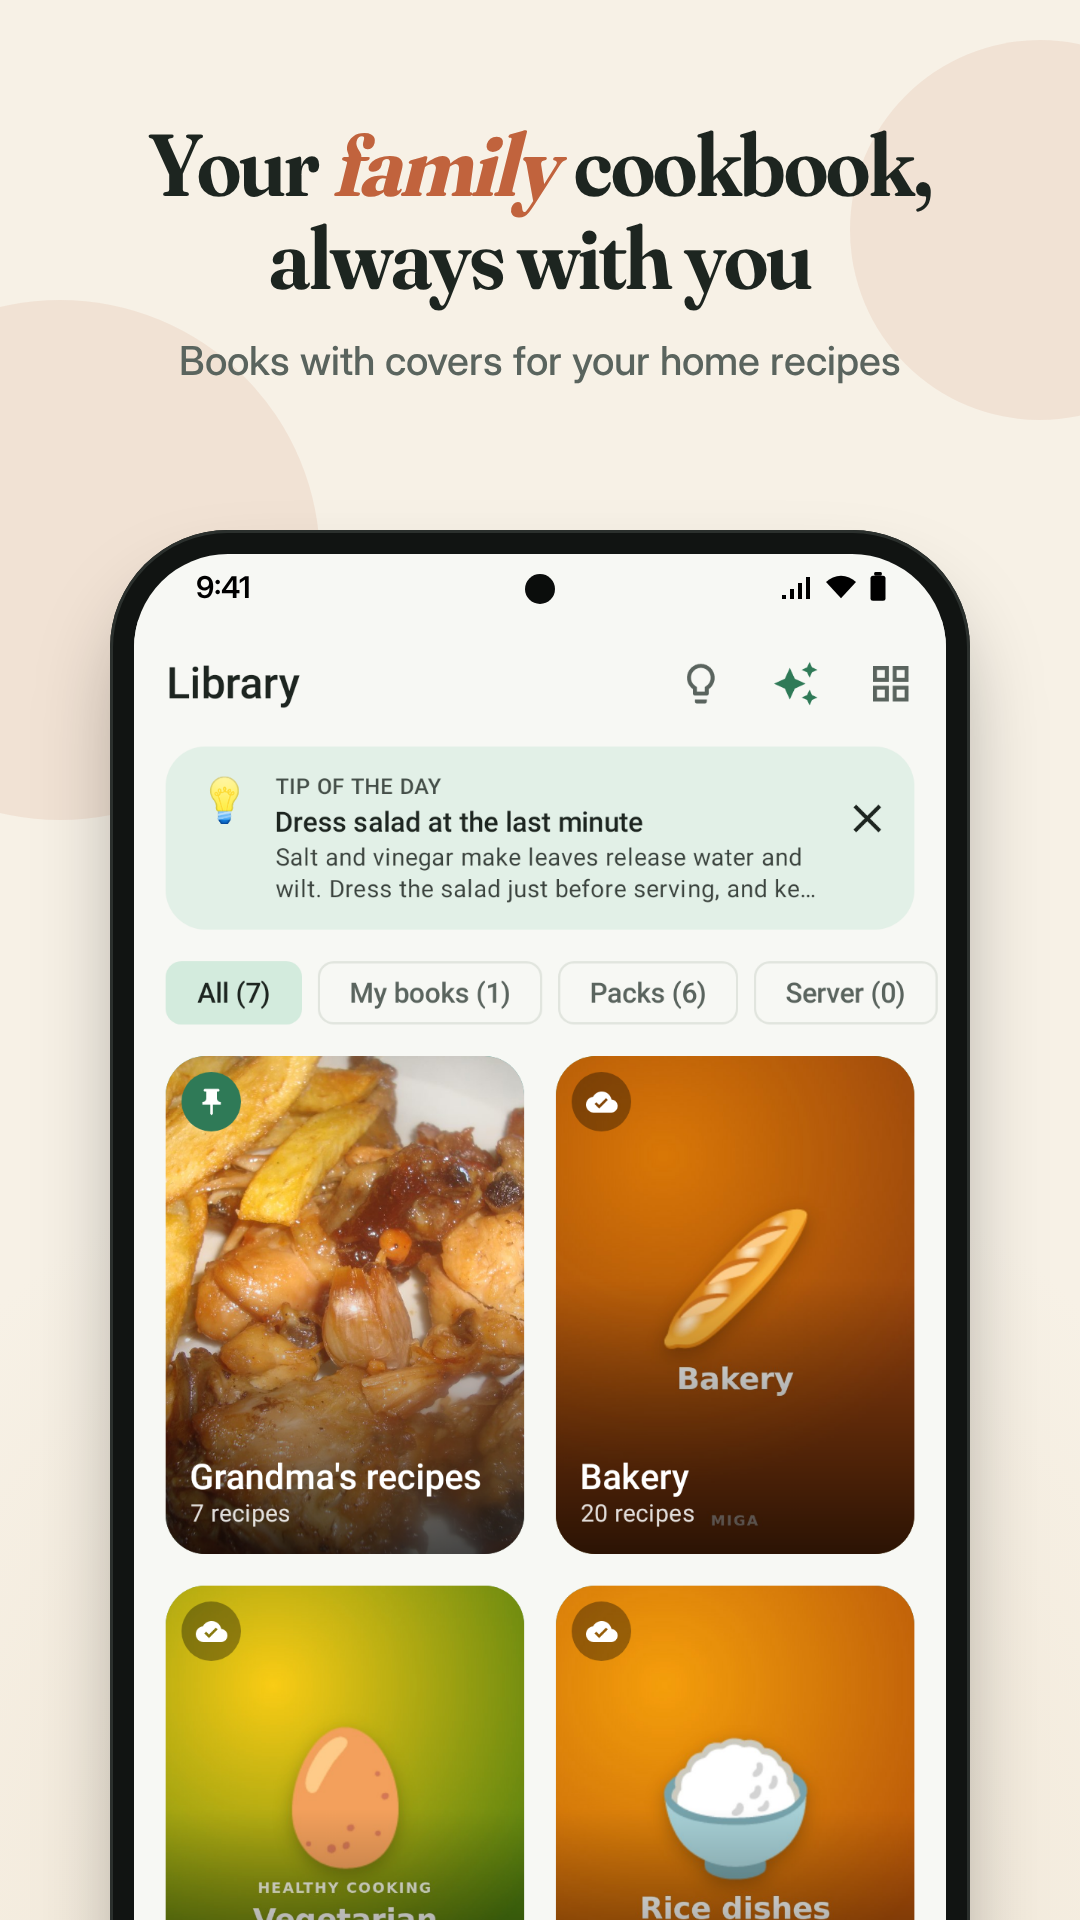 Your family cookbook,
always with you
Books with covers for your home recipes
9:41
Library
TIP OF THE DAY
Dress salad at the last minute
Salt and vinegar make leaves release water and
wilt. Dress the salad just before serving, and ke…
All (7)
My books (1)
Packs (6)
Server (0)
Grandma's recipes
7 recipes
Bakery
Bakery
20 recipes
MIGA
HEALTHY COOKING
Vegetarian
Rice dishes